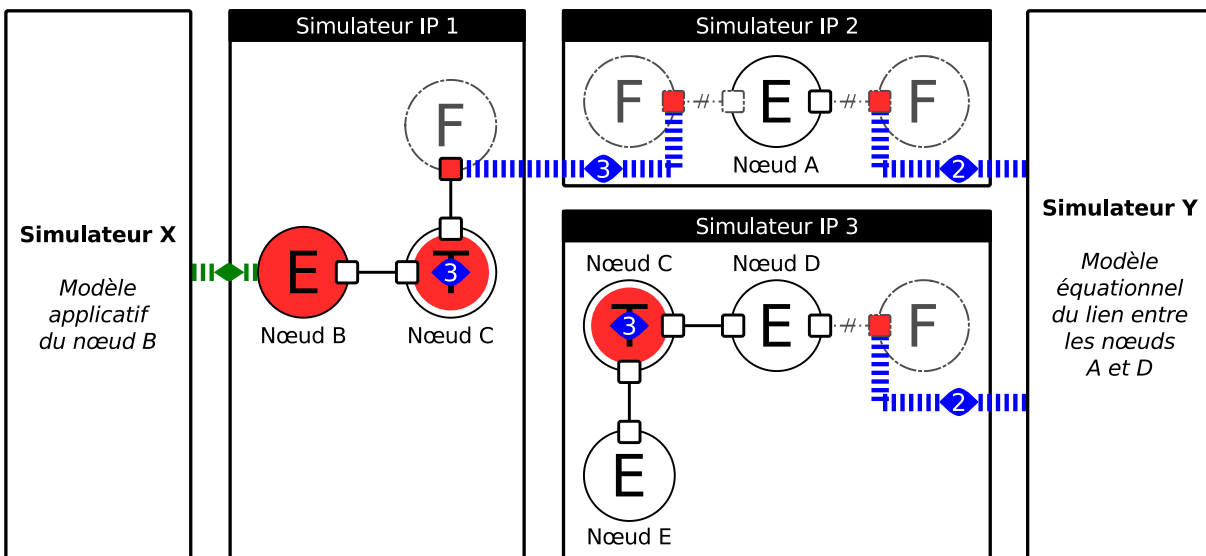 Simulateur X
Modèle
applicatif
du nœud B
Simulateur IP 1
F
3
E
T
3
Nœud B
Nœud C
Simulateur IP 2
F
E
F
Nœud A
2
Simulateur IP 3
Nœud C
Nœud D
T
3
E
F
2
E
Nœud E
Simulateur Y
Modèle
équationnel
du lien entre
les nœuds
A et D